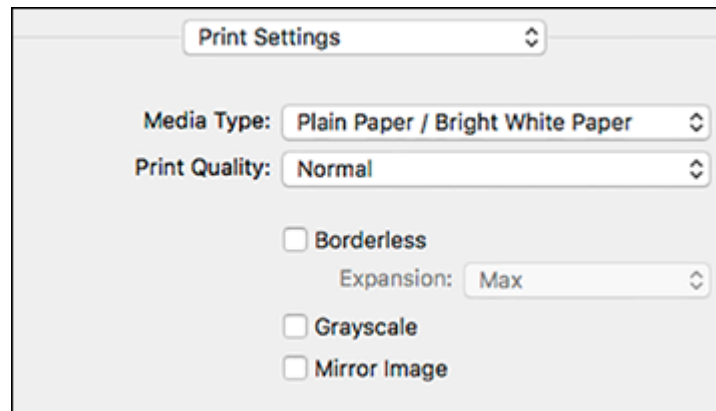 Print Settings
Media Type: Plain Paper / Bright White Paper
Print Quality: Normal
Borderless
Expansion: Max
Grayscale
Mirror Image